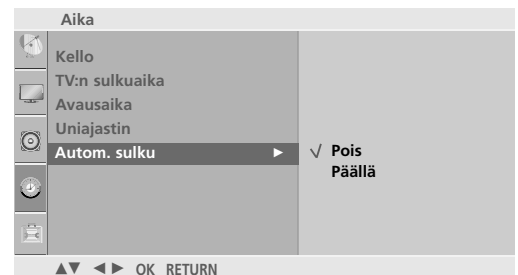 Aika
Kello
TV:n sulkuaika
Avausaika
Uniajastin
Autom. sulku ► √ Pois
Päällä
▲▼ ◄► OK RETURN